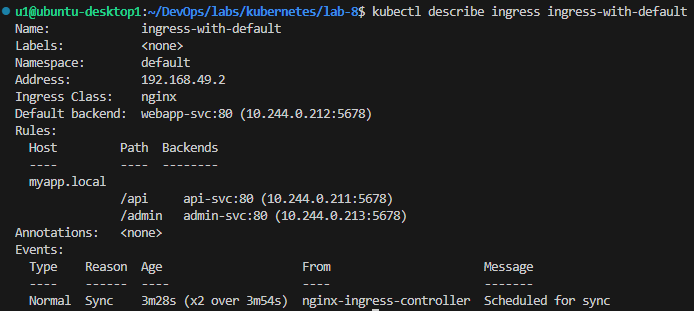 u1@ubuntu-desktop1:~/DevOps/labs/kubernetes/lab-8$ kubectl describe ingress ingress-with-default
Name:             ingress-with-default
Labels:           <none>
Namespace:        default
Address:          192.168.49.2
Ingress Class:    nginx
Default backend:  webapp-svc:80 (10.244.0.212:5678)
Rules:
  Host         Path  Backends
  ----         ----  --------
  myapp.local
               /api     api-svc:80 (10.244.0.211:5678)
               /admin   admin-svc:80 (10.244.0.213:5678)
Annotations:   <none>
Events:
  Type    Reason  Age                    From                      Message
  ----    ------  ----                   ----                      -------
  Normal  Sync    3m28s (x2 over 3m54s)  nginx-ingress-controller  Scheduled for sync